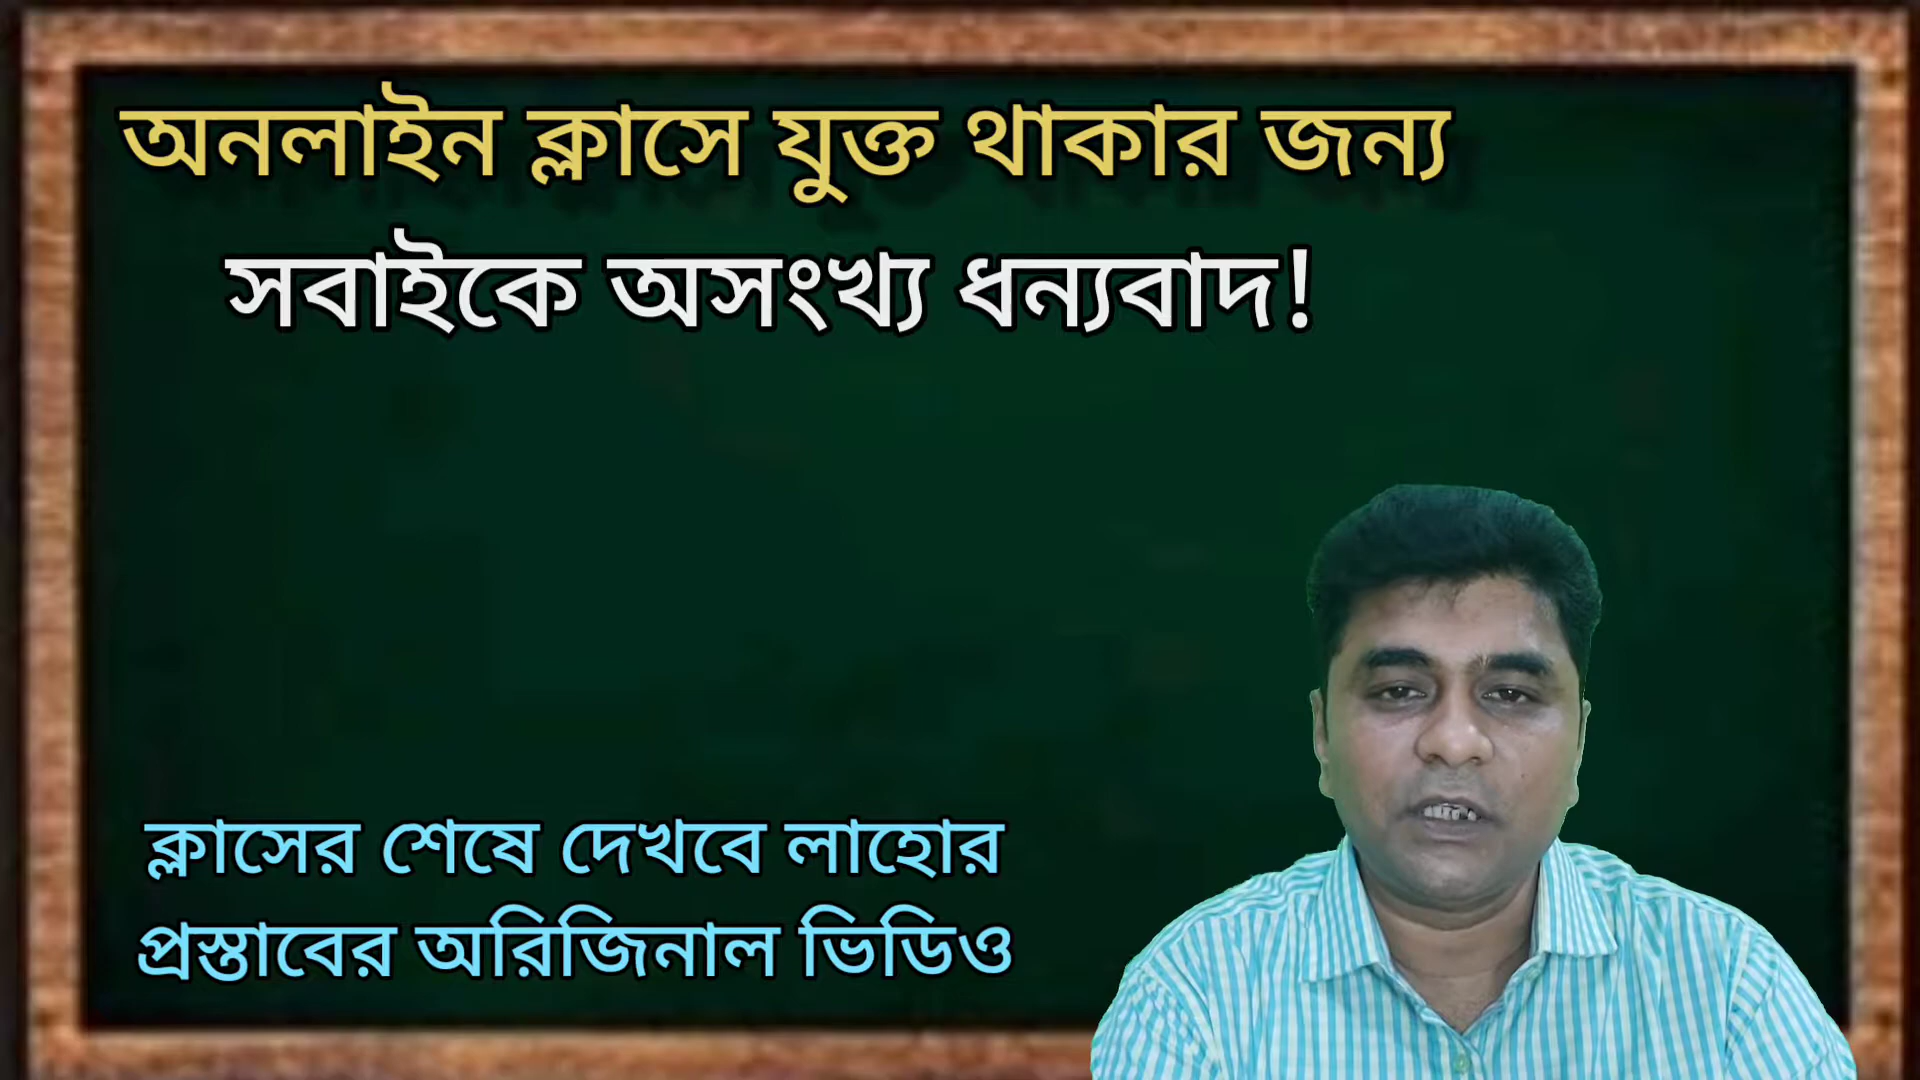 অনলাইন ক্লাসে যুক্ত থাকার জন্য
সবাইকে অসংখ্য ধন্যবাদ!
ক্লাসের শেষে দেখবে লাহোর
প্রস্তাবের অরিজিনাল ভিডিও